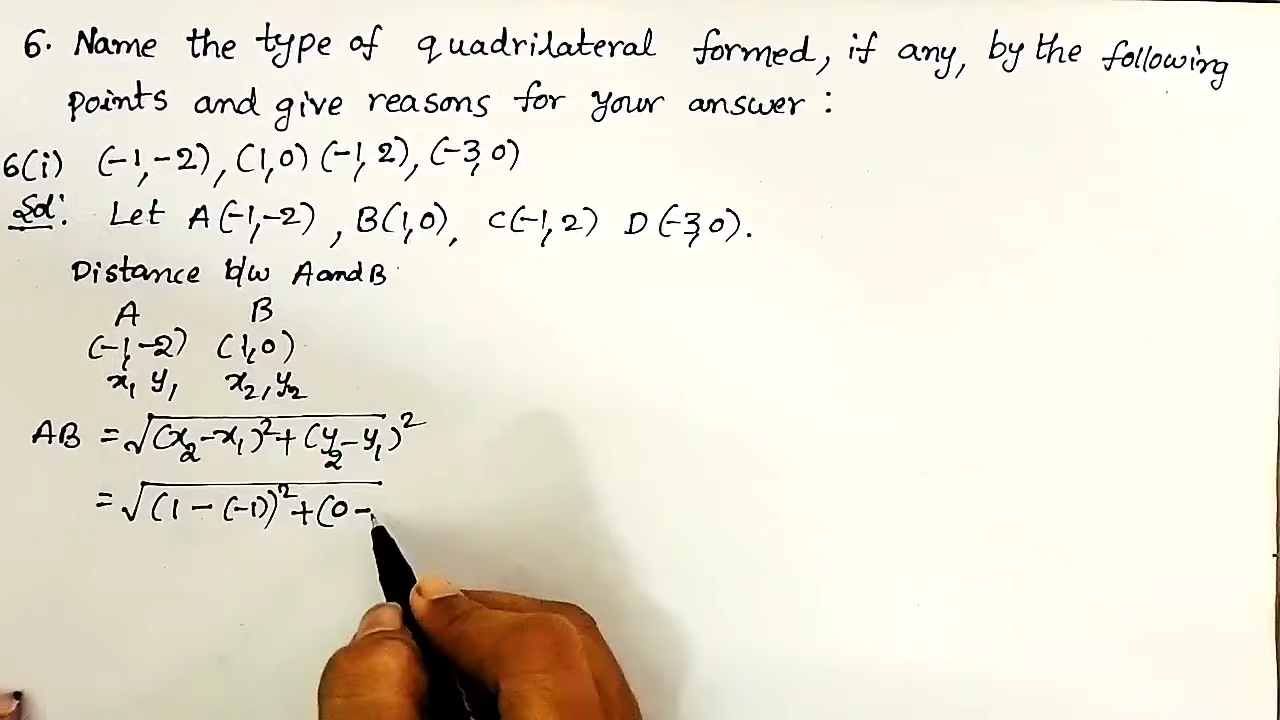 6. Name the type of quadrilateral formed, if any, by the following
points and give reasons for your answer :
6(i) (-1,-2), (1,0) (-1,2), (-3,0)
Sol: Let A(-1,-2) , B(1,0), C(-1,2) D(-3,0).
Distance b/w A and B
A B
(-1,-2) (1,0)
x₁ y₁ x₂, y₂
AB = √(x₂-x₁)²+(y₂-y₁)²
= √(1-(-1))²+(0-